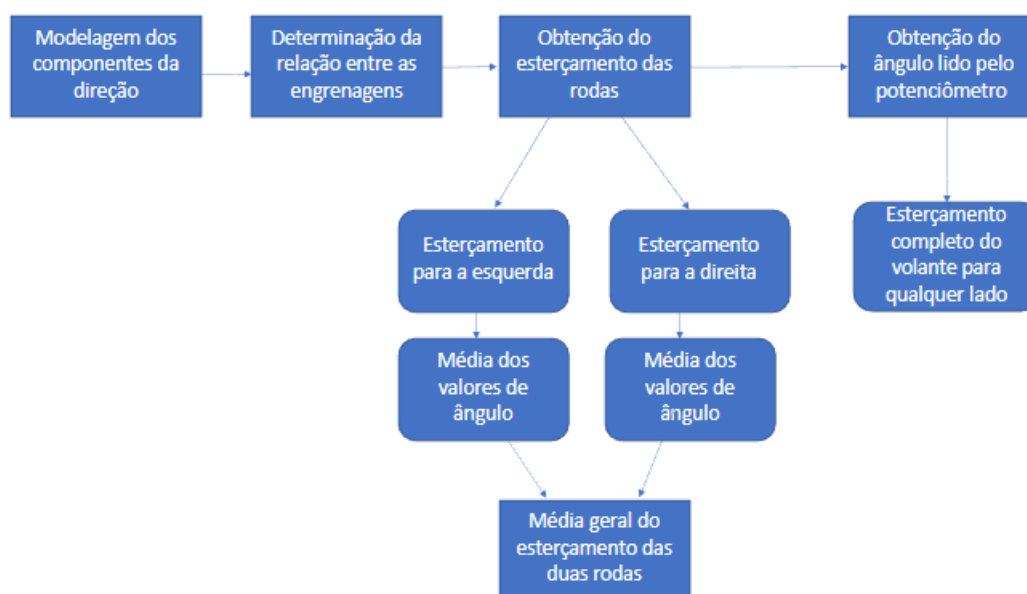 Modelagem dos
componentes da
direção
Determinação da
relação entre as
engrenagens
Obtenção do
esterçamento das
rodas
Obtenção do
ângulo lido pelo
potenciômetro
Esterçamento
para a esquerda
Esterçamento
para a direita
Esterçamento
completo do
volante para
qualquer lado
Média dos
valores de
ângulo
Média dos
valores de
ângulo
Média geral do
esterçamento das
duas rodas